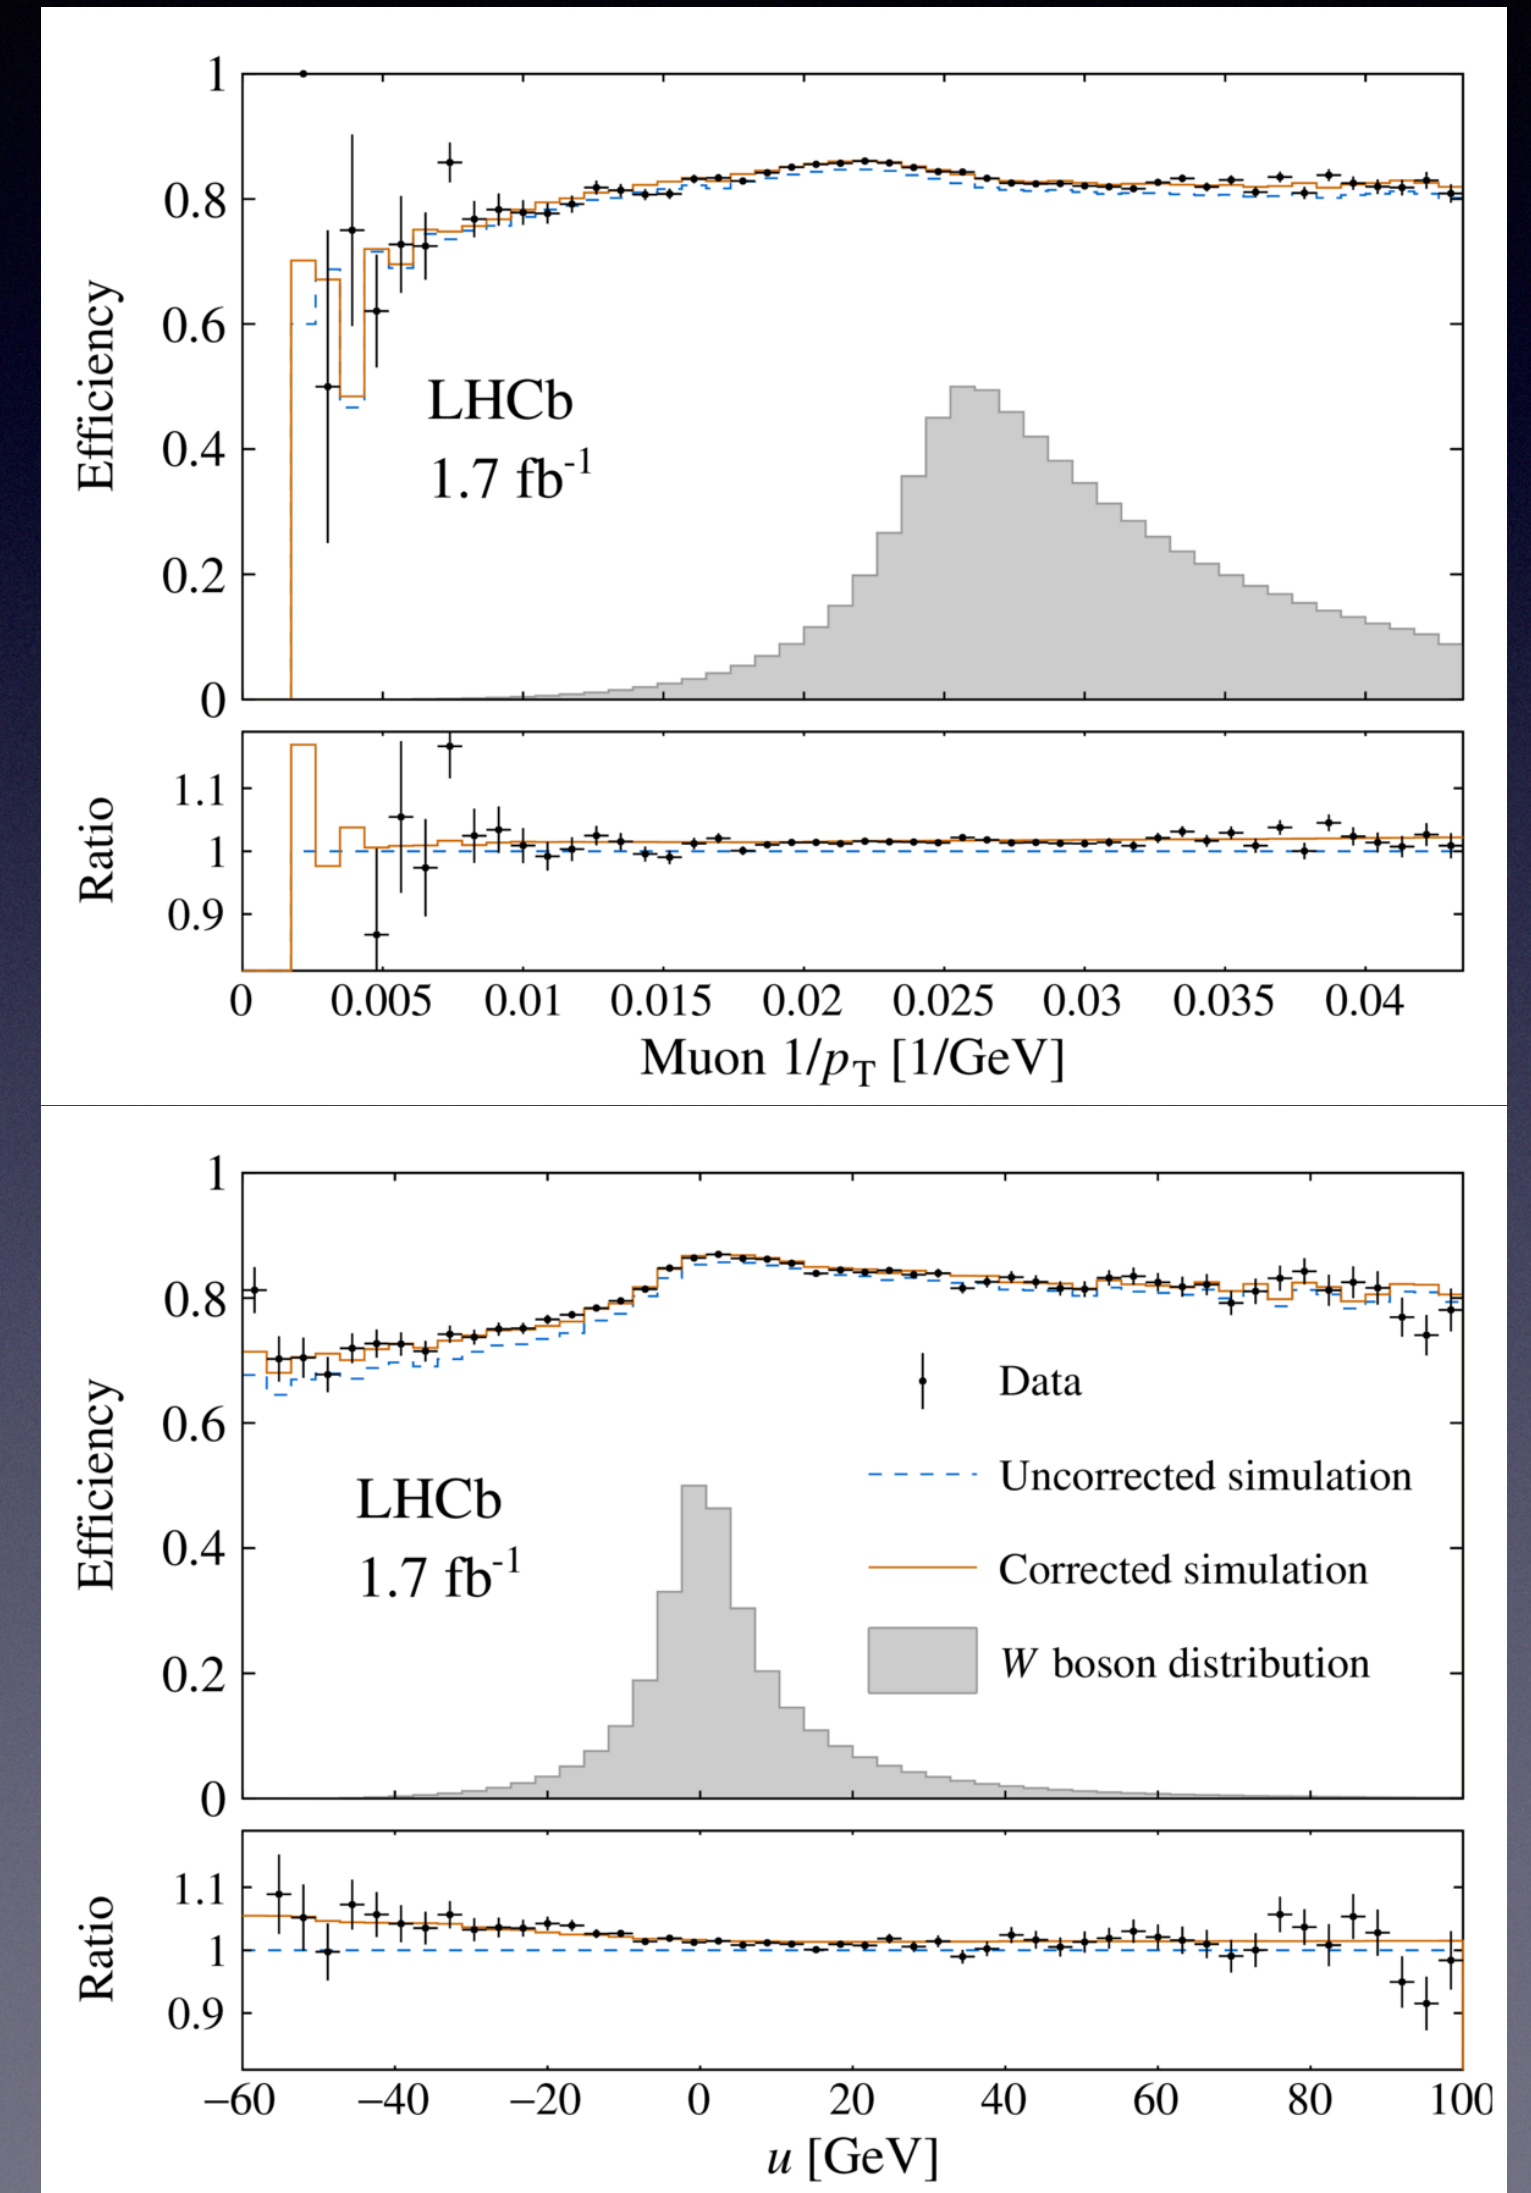 1
0.8
0.6
0.4
0.2
0
Efficiency
LHCb
1.7 fb⁻¹
1.1
1
0.9
Ratio
0 0.005 0.01 0.015 0.02 0.025 0.03 0.035 0.04
Muon 1/pT [1/GeV]
1
0.8
0.6
0.4
0.2
0
Efficiency
LHCb
1.7 fb⁻¹
Data
Uncorrected simulation
Corrected simulation
W boson distribution
1.1
1
0.9
Ratio
−60 −40 −20 0 20 40 60 80 100
u [GeV]